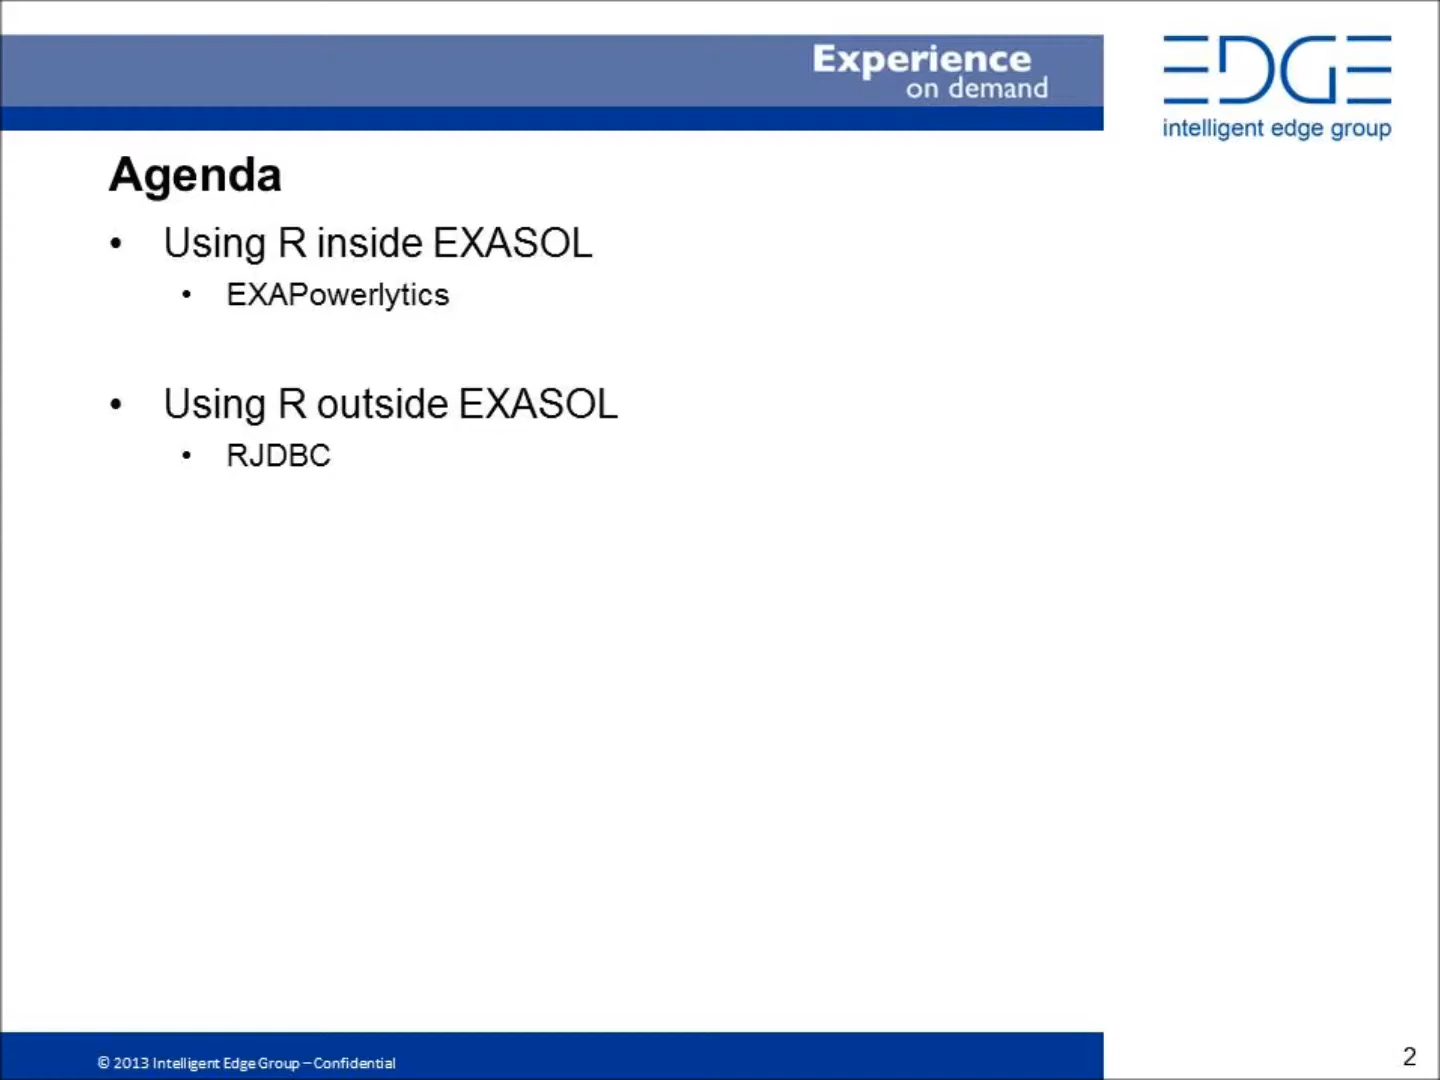 Experience
on demand
EDGE
intelligent edge group
Agenda
• Using R inside EXASOL
• EXAPowerlytics
• Using R outside EXASOL
• RJDBC
© 2013 Intelligent Edge Group – Confidential
2